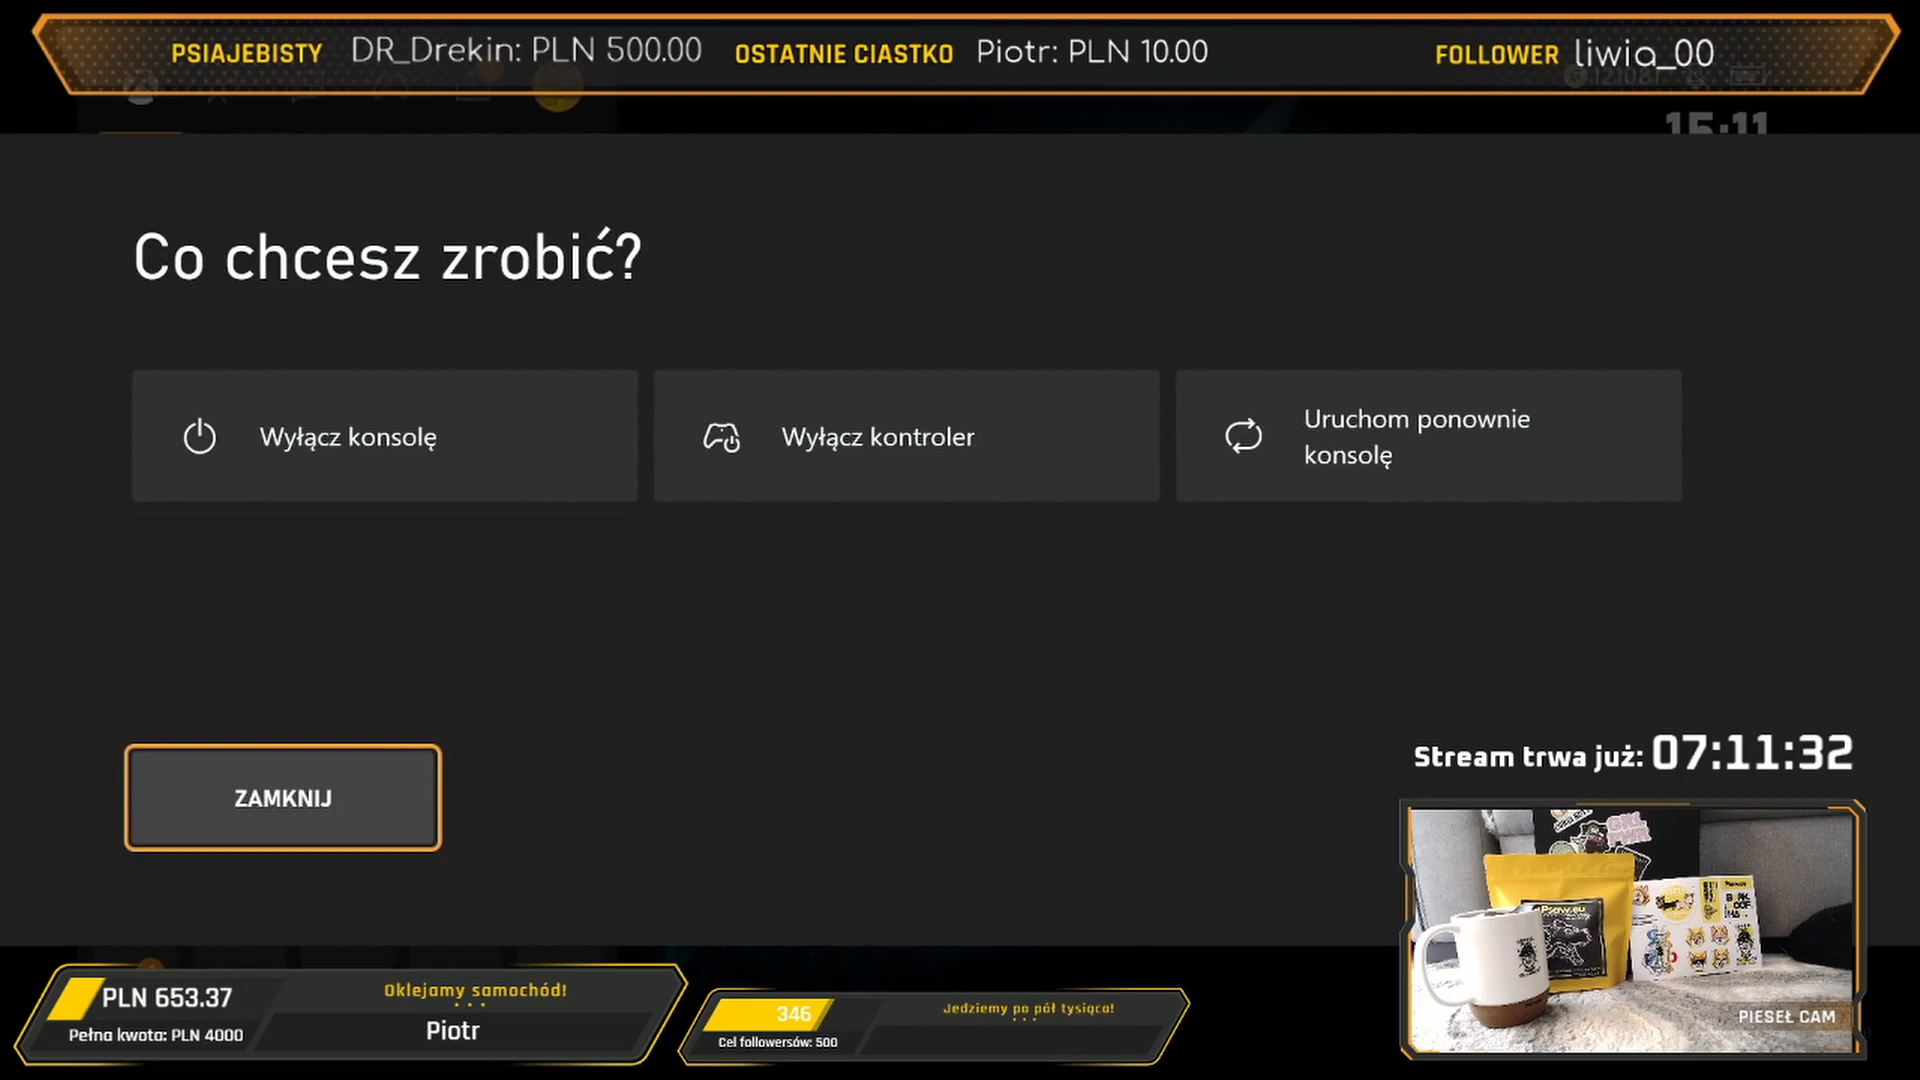 PSIAJEBISTY DR_Drekin: PLN 500.00 OSTATNIE CIASTKO Piotr: PLN 10.00 FOLLOWER liwia_00
15:11
Co chcesz zrobić?
Wyłącz konsolę
Wyłącz kontroler
Uruchom ponownie
konsolę
ZAMKNIJ
Stream trwa już: 07:11:32
PIESEŁ CAM
PLN 653.37
Pełna kwota: PLN 4000
Oklejamy samochód!
Piotr
346
Cel followersów: 500
Jedziemy po pół tysiąca!